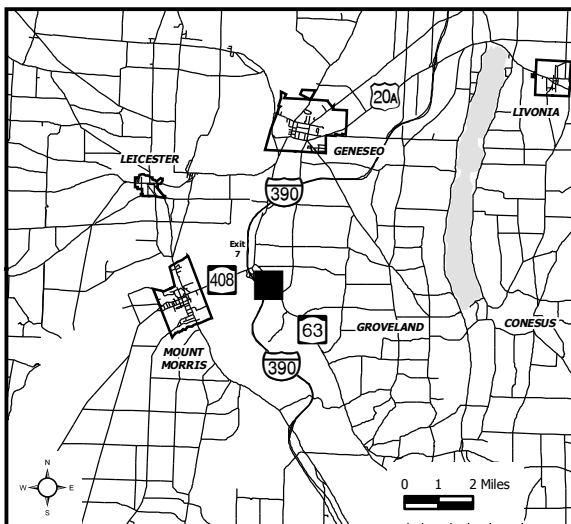 20A
LIVONIA
GENESEO
LEICESTER
390
Exit
7
408
63
GROVELAND
CONESUS
MOUNT
MORRIS
390
N
W
E
S
0 1 2 Miles